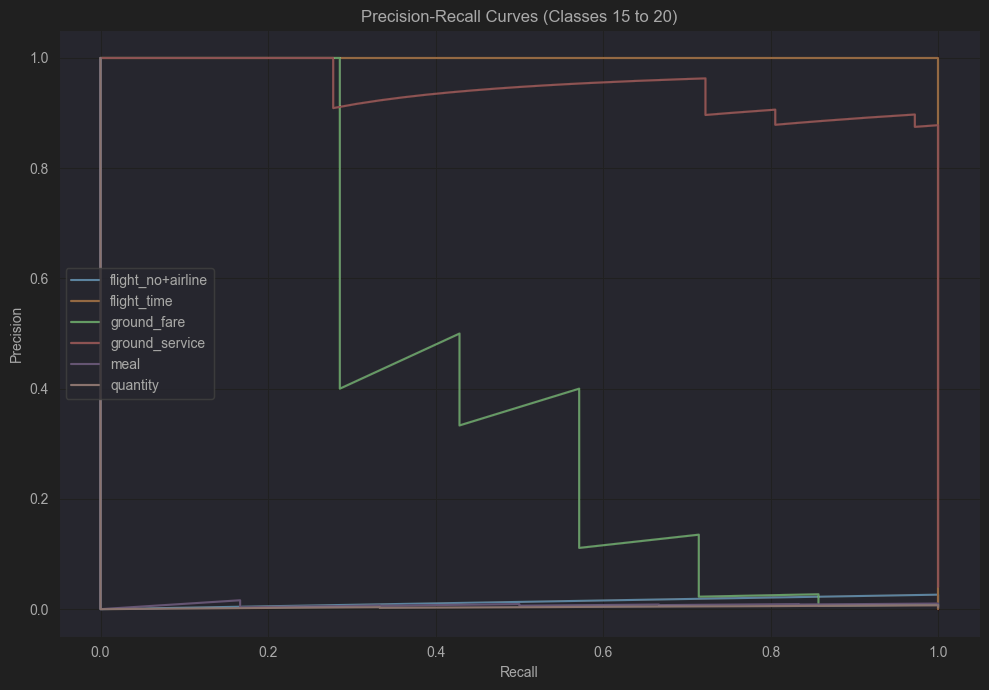 Precision-Recall Curves (Classes 15 to 20)
1.0
0.8
0.6
0.4
0.2
0.0
Precision
flight_no+airline
flight_time
ground_fare
ground_service
meal
quantity
0.0 0.2 0.4 0.6 0.8 1.0
Recall